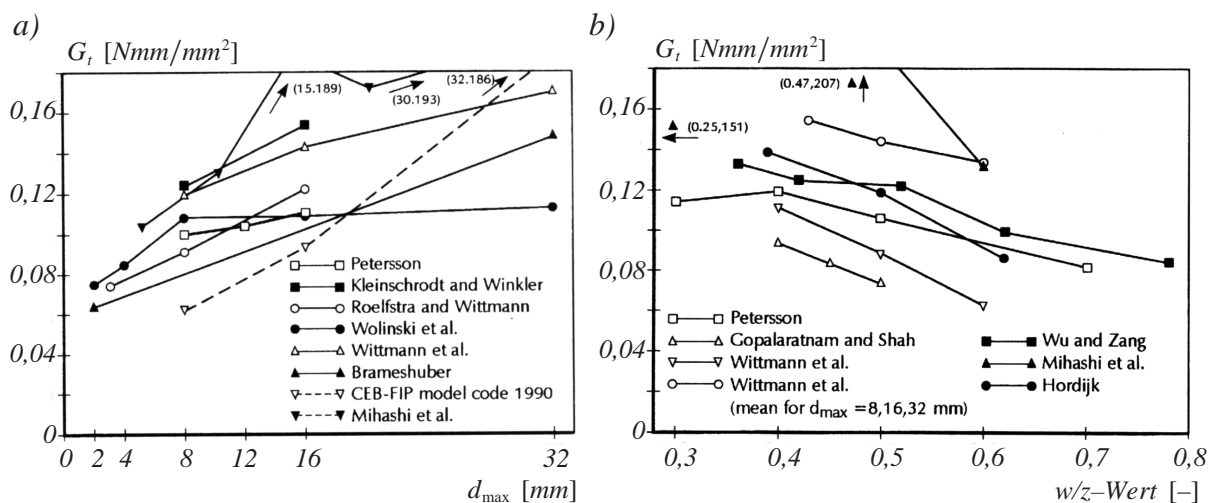 a)
G_t [Nmm/mm²]
0,16
0,12
0,08
0,04
0
(15.189)
(30.193)
(32.186)
Petersson
Kleinschrodt and Winkler
Roelfstra and Wittmann
Wolinski et al.
Wittmann et al.
Brameshuber
CEB-FIP model code 1990
Mihashi et al.
0 2 4 8 12 16 32
d_max [mm]
b)
G_t [Nmm/mm²]
0,16
0,12
0,08
0,04
0
(0.47,207)
(0.25,151)
Petersson
Gopalaratnam and Shah
Wittmann et al.
Wittmann et al.
(mean for d_max = 8,16,32 mm)
Wu and Zang
Mihashi et al.
Hordijk
0,3 0,4 0,5 0,6 0,7 0,8
w/z–Wert [–]